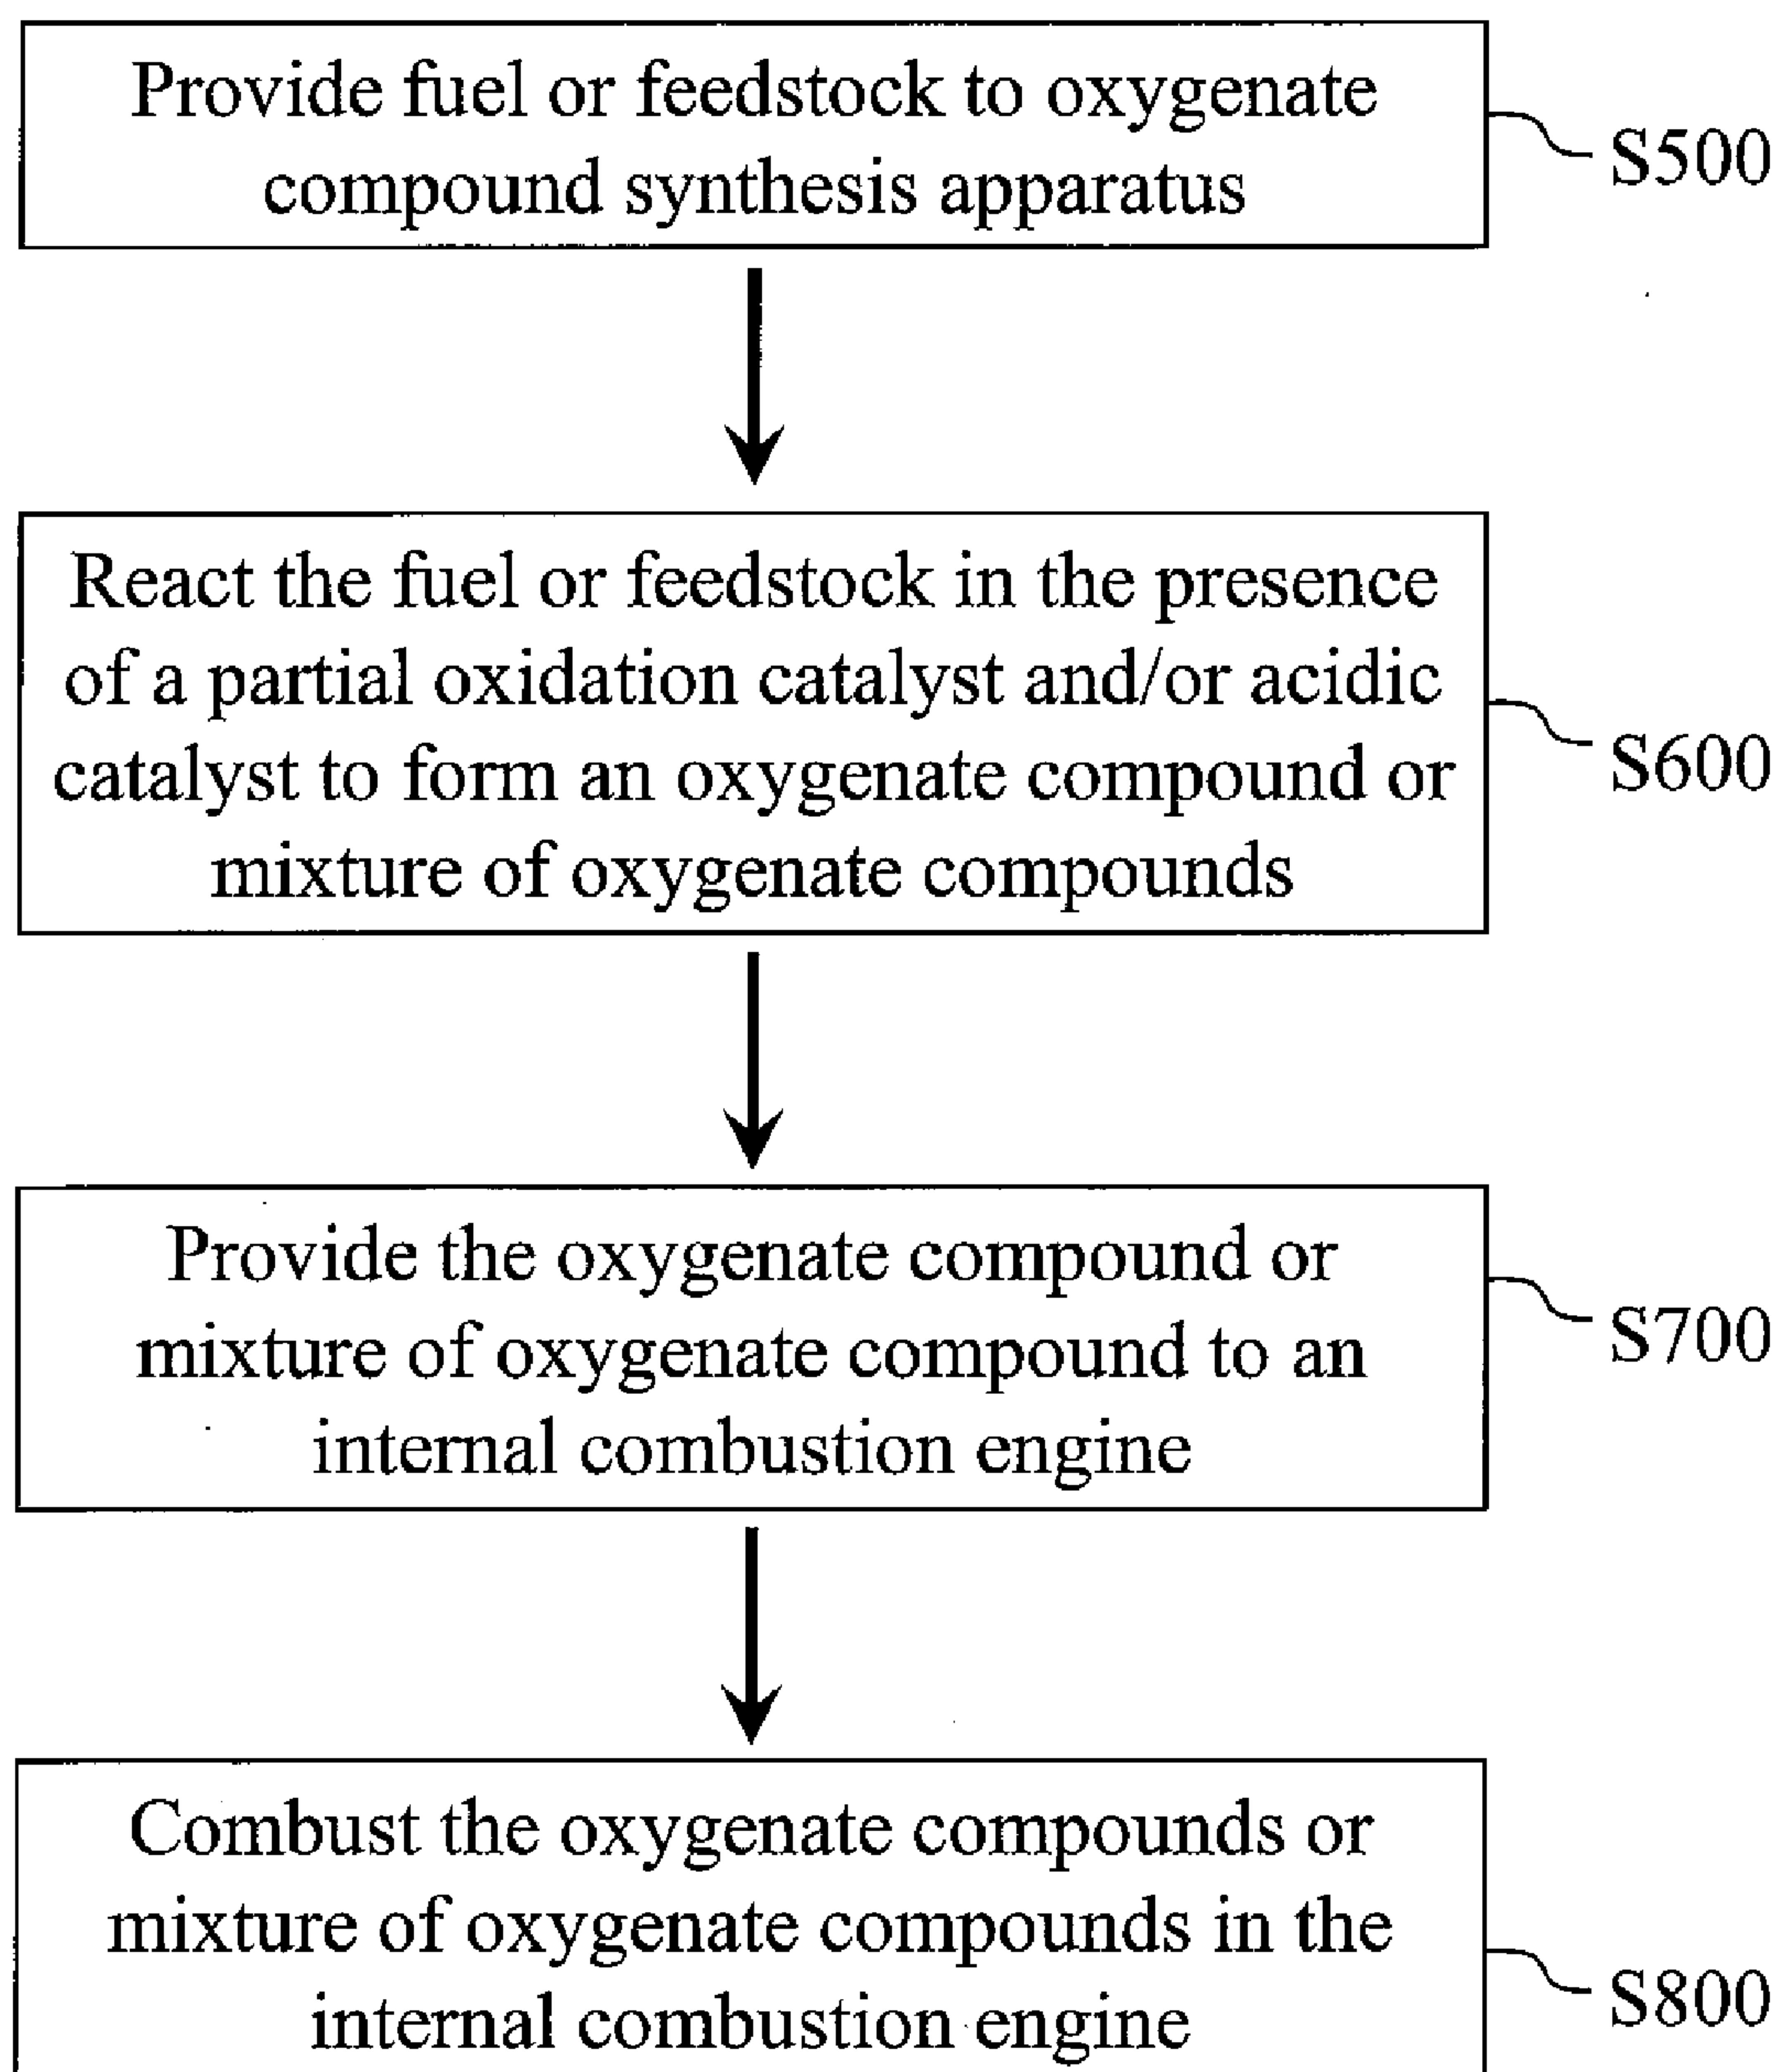 Provide fuel or feedstock to oxygenate
compound synthesis apparatus
S500
React the fuel or feedstock in the presence
of a partial oxidation catalyst and/or acidic
catalyst to form an oxygenate compound or
mixture of oxygenate compounds
S600
Provide the oxygenate compound or
mixture of oxygenate compound to an
internal combustion engine
S700
Combust the oxygenate compounds or
mixture of oxygenate compounds in the
internal combustion engine
S800